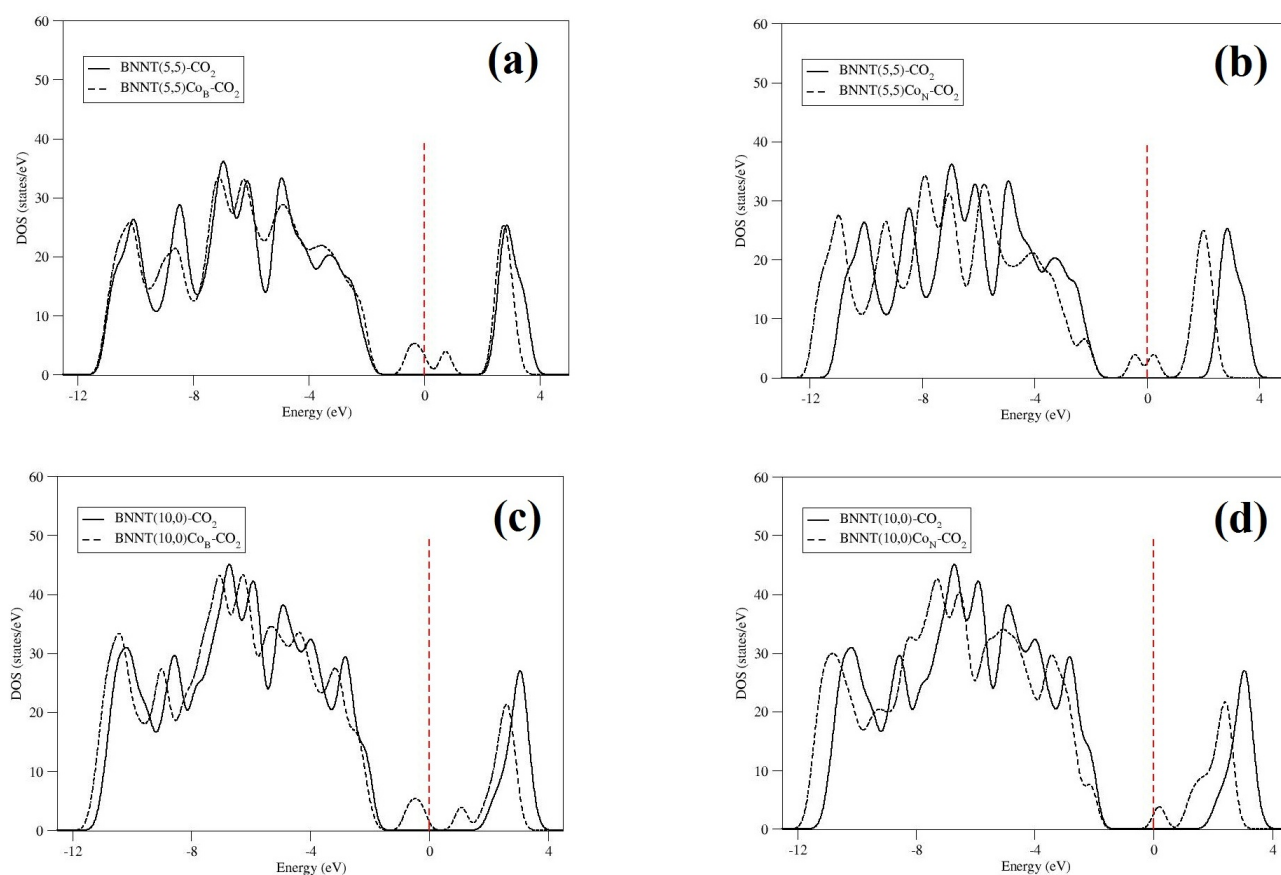 60
50
40
30
20
10
0
DOS (states/eV)
BNNT(5,5)-CO2
BNNT(5,5)CoB-CO2
(a)
-12
-8
-4
0
4
Energy (eV)
60
50
40
30
20
10
0
DOS (states/eV)
BNNT(5,5)-CO2
BNNT(5,5)CoN-CO2
(b)
-12
-8
-4
0
4
Energy (eV)
60
50
40
30
20
10
0
DOS (states/eV)
BNNT(10,0)-CO2
BNNT(10,0)CoB-CO2
(c)
-12
-8
-4
0
4
Energy (eV)
60
50
40
30
20
10
0
DOS (states/eV)
BNNT(10,0)-CO2
BNNT(10,0)CoN-CO2
(d)
-12
-8
-4
0
4
Energy (eV)